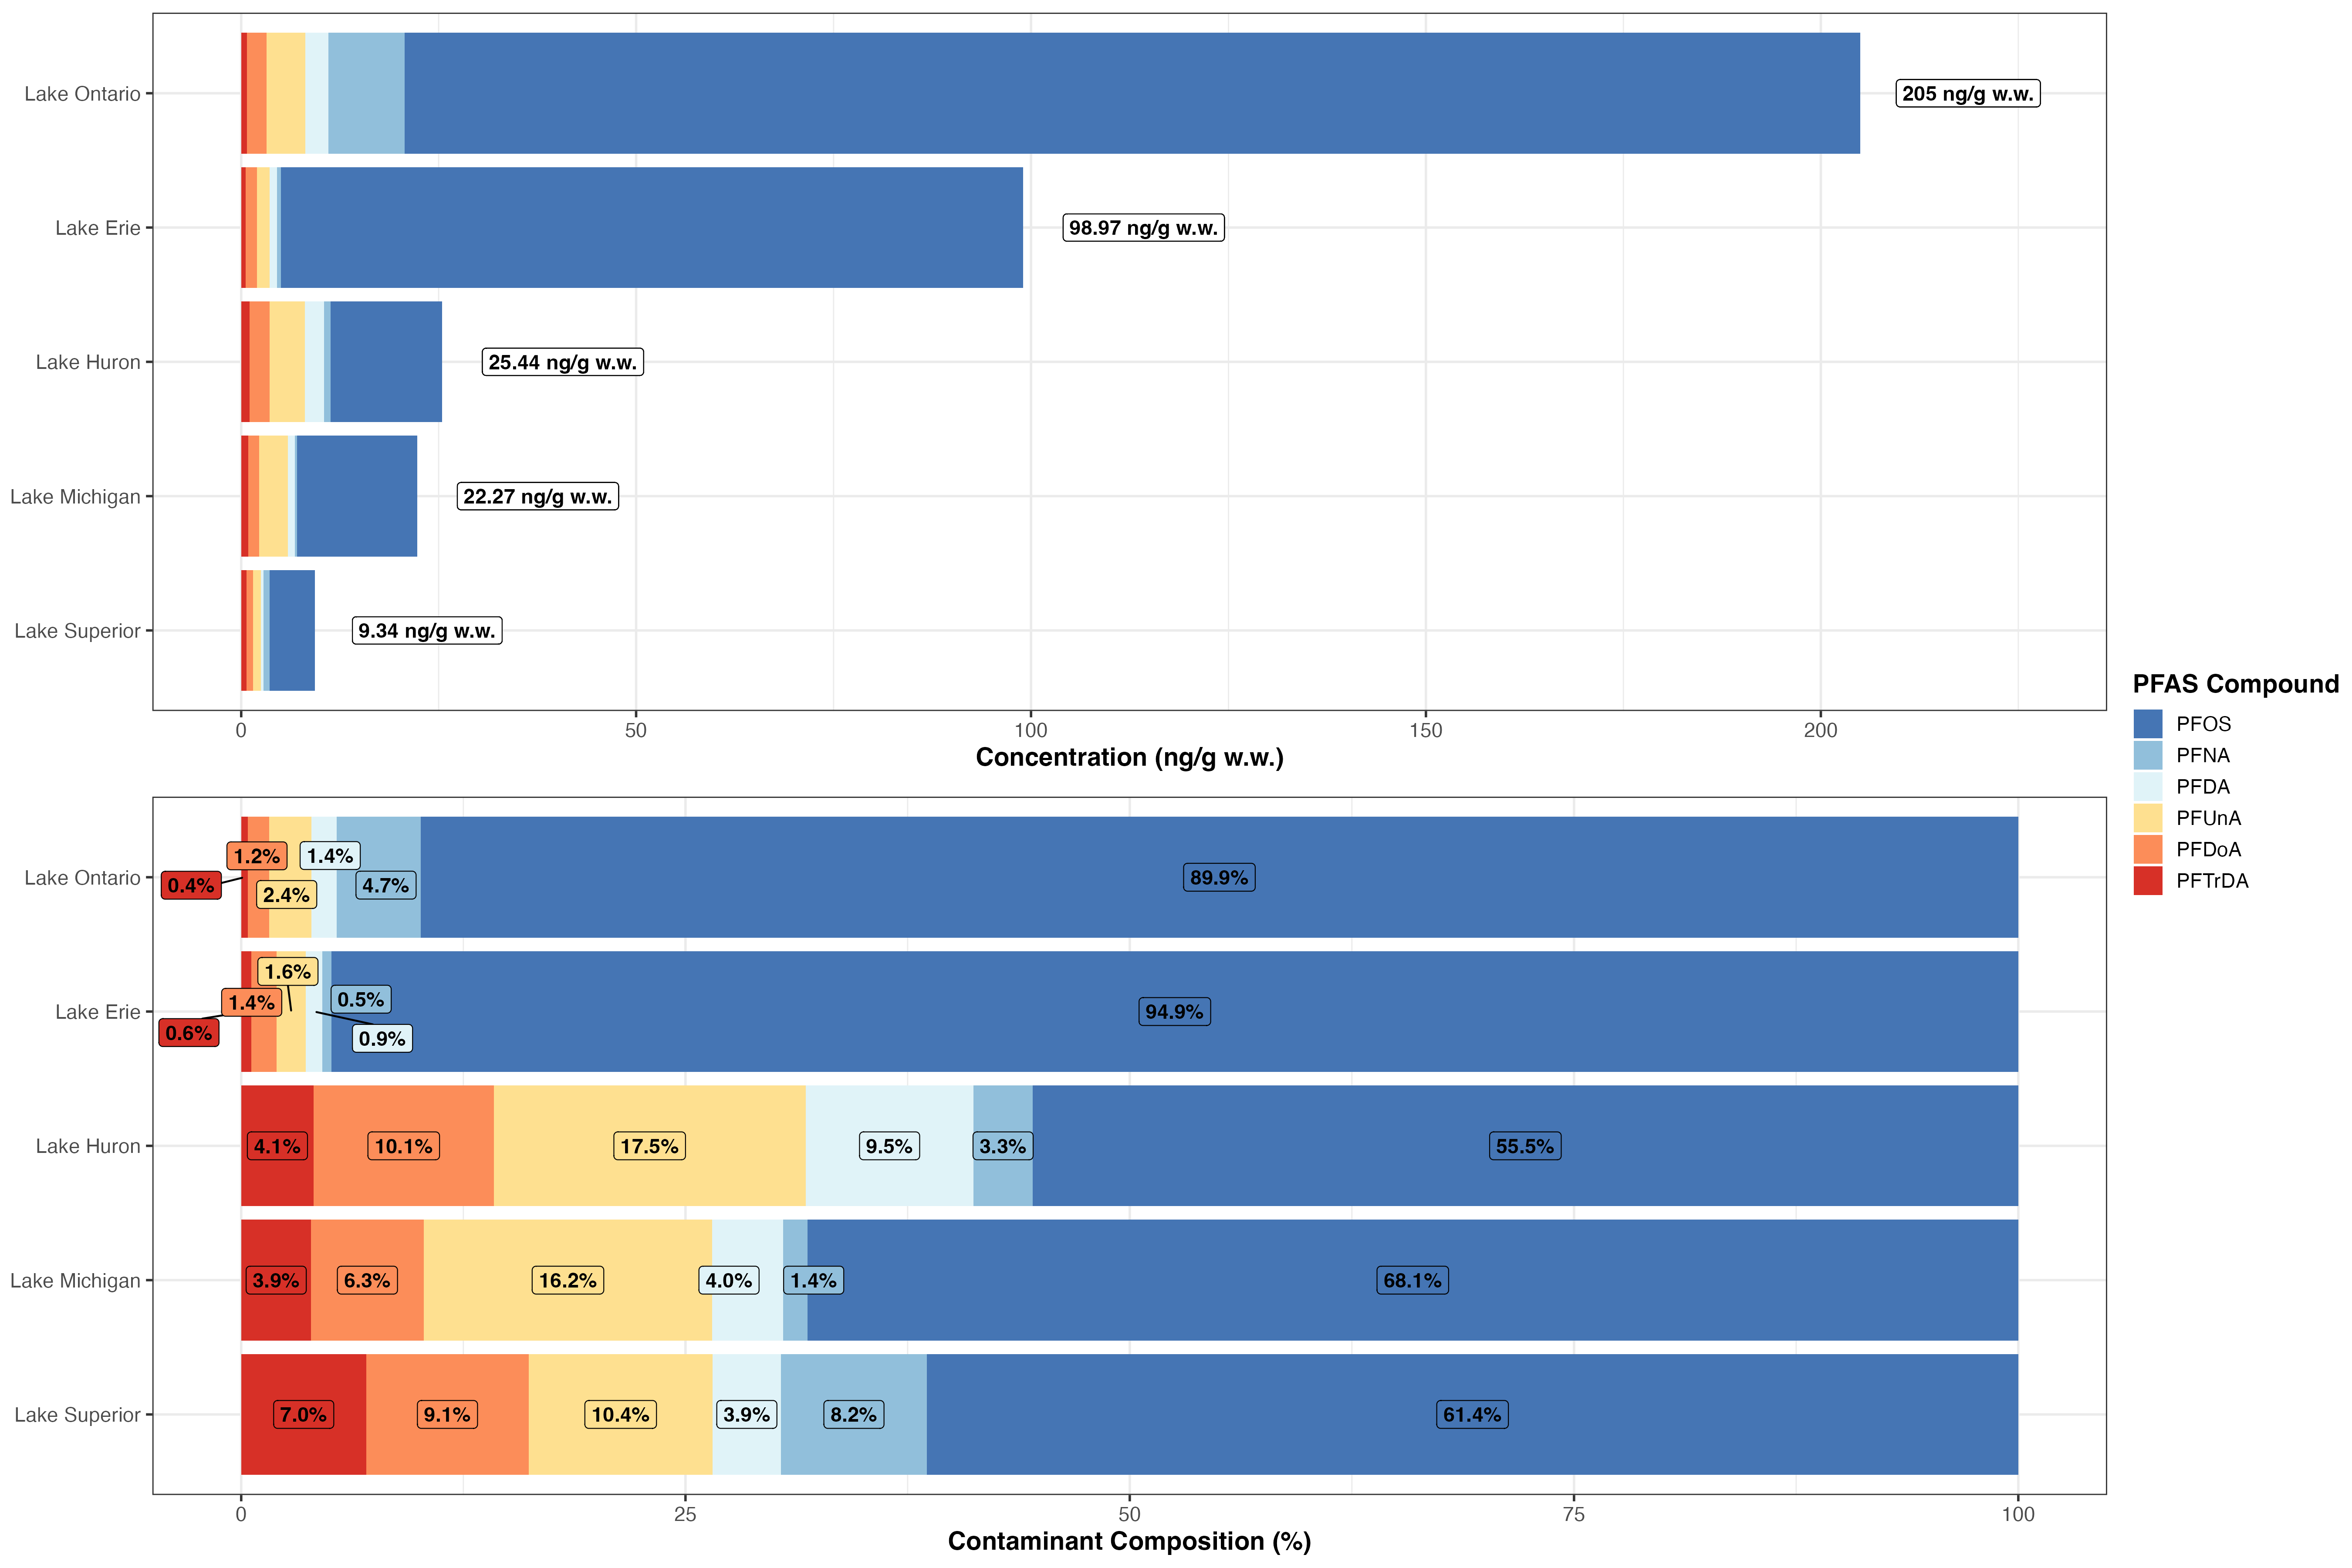 Lake Ontario
205 ng/g w.w.
Lake Erie
98.97 ng/g w.w.
Lake Huron
25.44 ng/g w.w.
Lake Michigan
22.27 ng/g w.w.
Lake Superior
9.34 ng/g w.w.
0 50 100 150 200
Concentration (ng/g w.w.)
PFAS Compound
PFOS
PFNA
PFDA
PFUnA
PFDoA
PFTrDA
Lake Ontario
0.4% 1.2% 2.4% 1.4% 4.7% 89.9%
Lake Erie
0.6% 1.4% 1.6% 0.9% 0.5% 94.9%
Lake Huron
4.1% 10.1% 17.5% 9.5% 3.3% 55.5%
Lake Michigan
3.9% 6.3% 16.2% 4.0% 1.4% 68.1%
Lake Superior
7.0% 9.1% 10.4% 3.9% 8.2% 61.4%
0 25 50 75 100
Contaminant Composition (%)